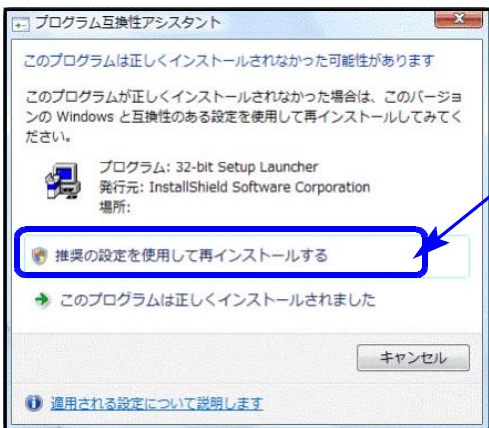 プログラム互換性アシスタント
このプログラムは正しくインストールされなかった可能性があります
このプログラムが正しくインストールされなかった場合は、このバージョ
ンの Windows と互換性のある設定を使用して再インストールしてみてく
ださい。
プログラム: 32-bit Setup Launcher
発行元: InstallShield Software Corporation
場所:
推奨の設定を使用して再インストールする
このプログラムは正しくインストールされました
キャンセル
適用される設定について説明します